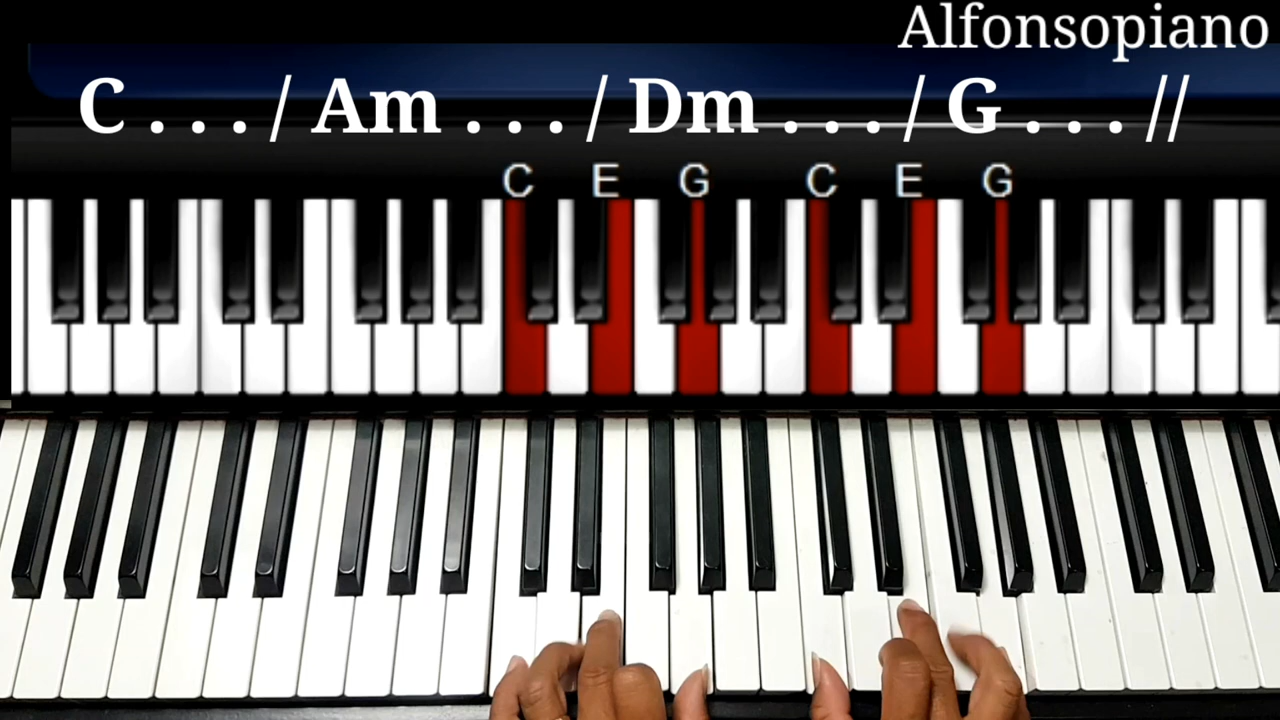 Alfonsopiano
C . . . / Am . . . / Dm . . . / G . . . //
C E G C E G